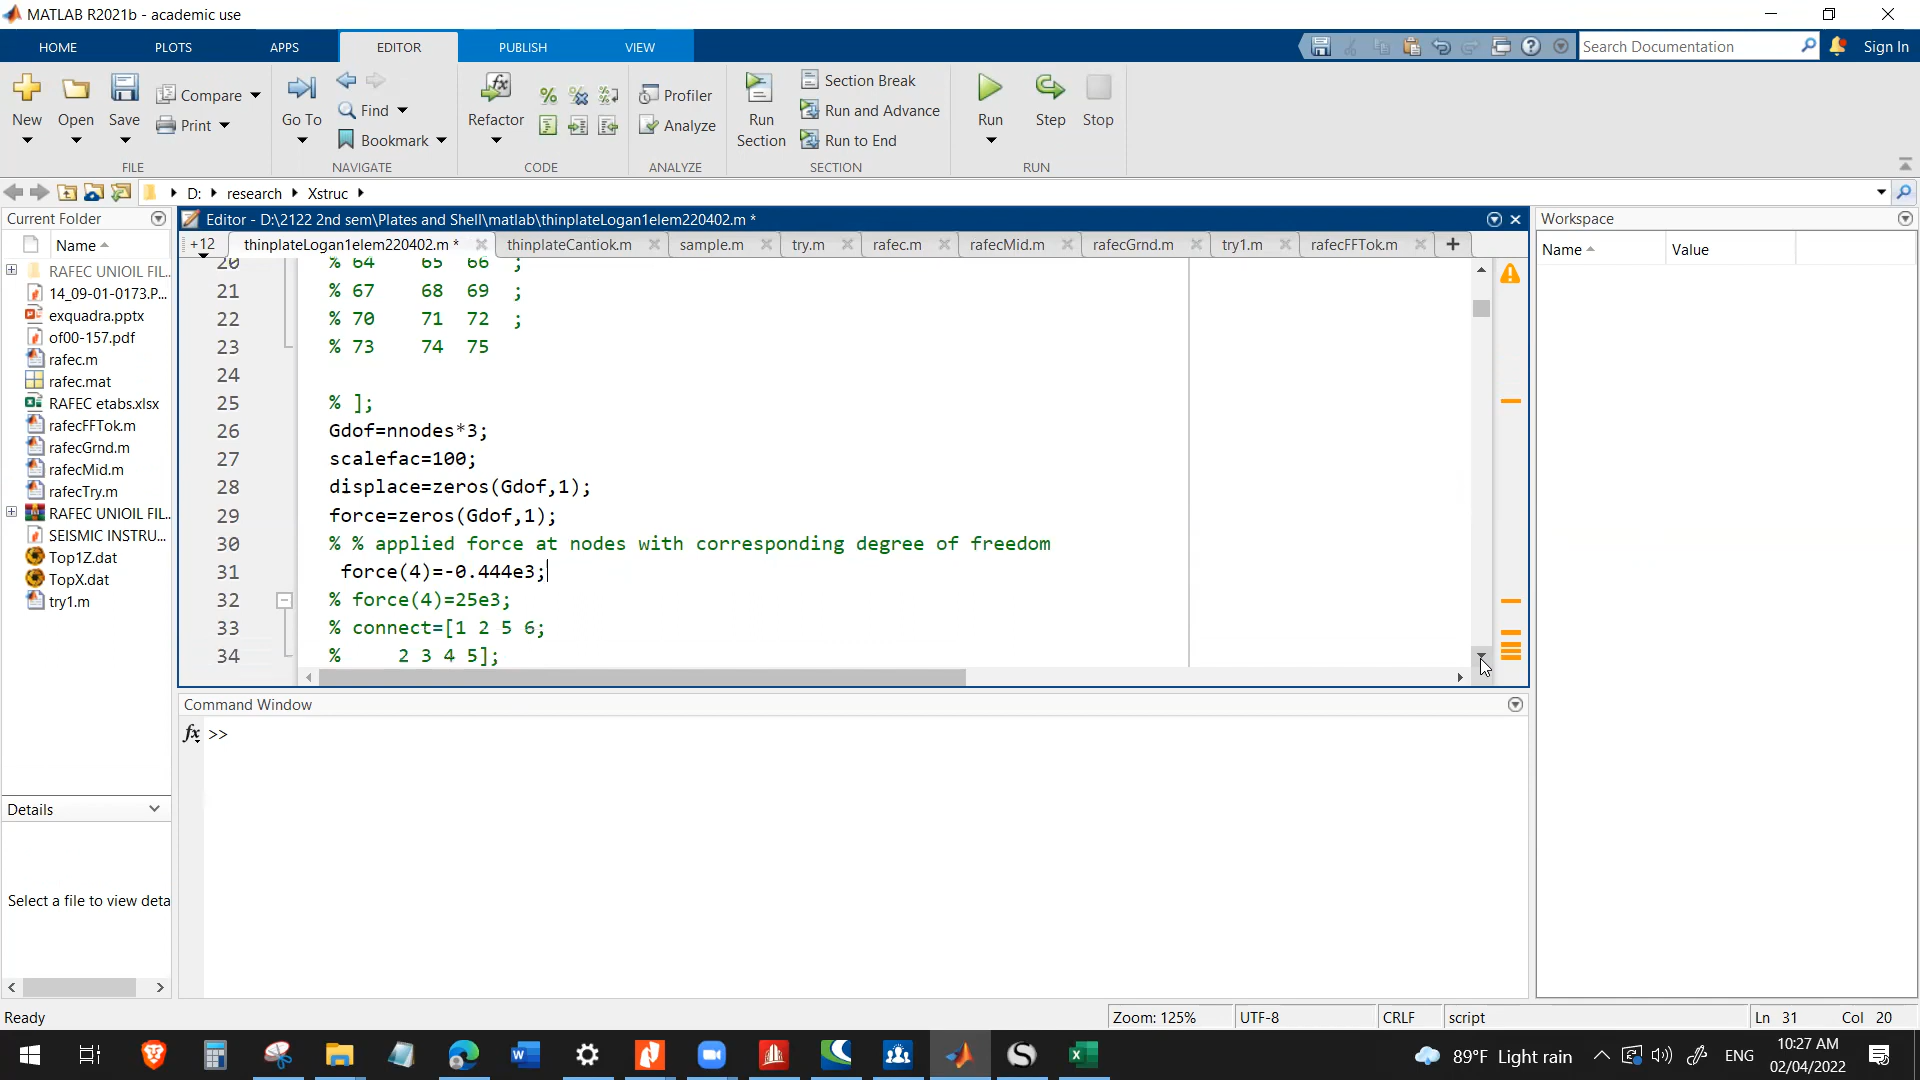 MATLAB R2021b - academic use
HOME PLOTS APPS EDITOR PUBLISH VIEW
Search Documentation Sign In
New Open Save Compare Print
FILE
Go To Find Bookmark
NAVIGATE
Refactor
CODE
Profiler Analyze
ANALYZE
Run Section Section Break Run and Advance Run to End
SECTION
Run Step Stop
RUN
D: research Xstruc
Current Folder
Name
RAFEC UNIOIL FIL...
14_09-01-0173.P...
exquadra.pptx
of00-157.pdf
rafec.m
rafec.mat
RAFEC etabs.xlsx
rafecFFTok.m
rafecGrnd.m
rafecMid.m
rafecTry.m
RAFEC UNIOIL FIL...
SEISMIC INSTRU...
Top1Z.dat
TopX.dat
try1.m
Details
Select a file to view deta
Editor - D:\2122 2nd sem\Plates and Shell\matlab\thinplateLogan1elem220402.m *
+12 thinplateLogan1elem220402.m * thinplateCantiok.m sample.m try.m rafec.m rafecMid.m rafecGrnd.m try1.m rafecFFTok.m
20 % 64 65 66 ;
21 % 67 68 69 ;
22 % 70 71 72 ;
23 % 73 74 75
24
25 % ];
26 Gdof=nnodes*3;
27 scalefac=100;
28 displace=zeros(Gdof,1);
29 force=zeros(Gdof,1);
30 % % applied force at nodes with corresponding degree of freedom
31 force(4)=-0.444e3;
32 % force(4)=25e3;
33 % connect=[1 2 5 6;
34 % 2 3 4 5];
Command Window
fx >>
Workspace
Name Value
Ready
Zoom: 125% UTF-8 CRLF script Ln 31 Col 20
89°F Light rain ENG 10:27 AM
02/04/2022